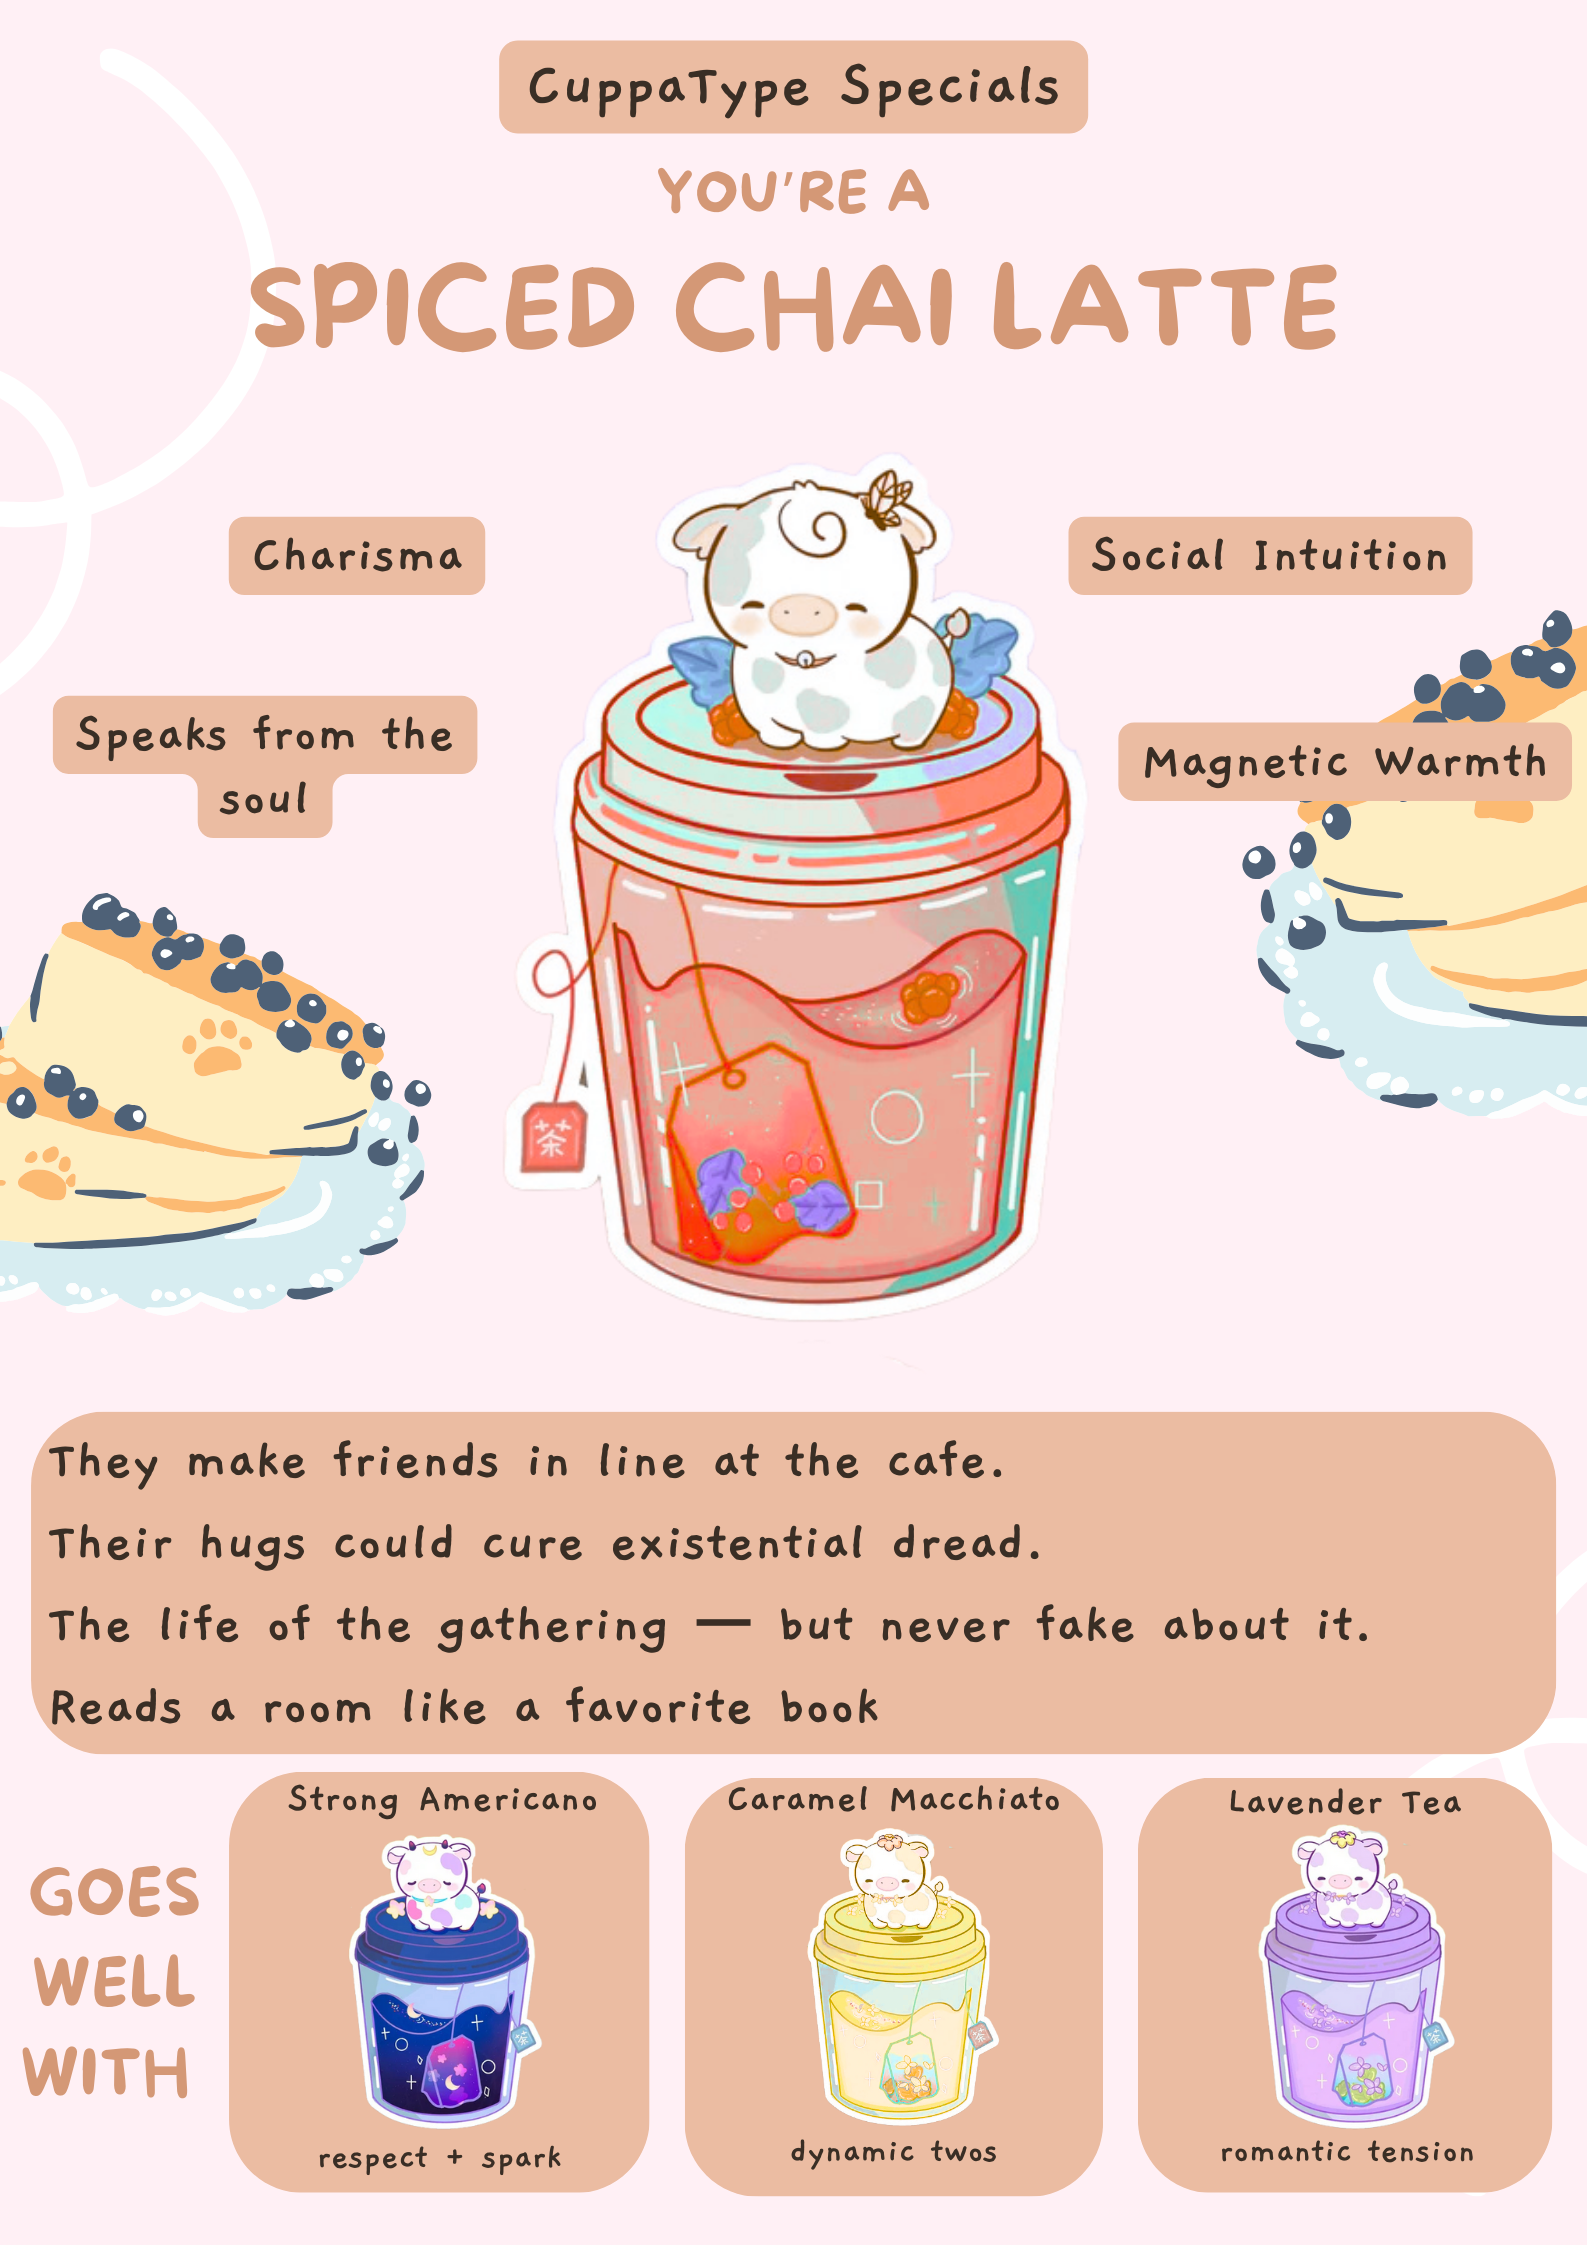 CuppaType Specials
YOU'RE A
SPICED CHAI LATTE
Charisma
Social Intuition
Speaks from the
soul
Magnetic Warmth
茶
They make friends in line at the cafe.
Their hugs could cure existential dread.
The life of the gathering — but never fake about it.
Reads a room like a favorite book
GOES
WELL
WITH
Strong Americano
茶
respect + spark
Caramel Macchiato
茶
dynamic twos
Lavender Tea
茶
romantic tension